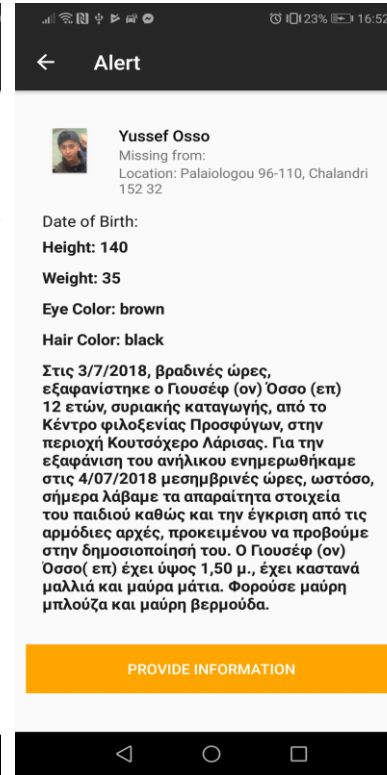 23% 16:52
Alert
Yussef Osso
Missing from:
Location: Palaiologou 96-110, Chalandri
152 32
Date of Birth:
Height: 140
Weight: 35
Eye Color: brown
Hair Color: black
Στις 3/7/2018, βραδινές ώρες,
εξαφανίστηκε ο Γιουσέφ (ον) Όσσο (επ)
12 ετών, συριακής καταγωγής, από το
Κέντρο φιλοξενίας Προσφύγων, στην
περιοχή Κουτσόχερο Λάρισας. Για την
εξαφάνιση του ανήλικου ενημερωθήκαμε
στις 4/07/2018 μεσημβρινές ώρες, ωστόσο,
σήμερα λάβαμε τα απαραίτητα στοιχεία
του παιδιού καθώς και την έγκριση από τις
αρμόδιες αρχές, προκειμένου να προβούμε
στην δημοσιοποίησή του. Ο Γιουσέφ (ον)
Όσσο( επ) έχει ύψος 1,50 μ., έχει καστανά
μαλλιά και μαύρα μάτια. Φορούσε μαύρη
μπλούζα και μαύρη βερμούδα.
PROVIDE INFORMATION